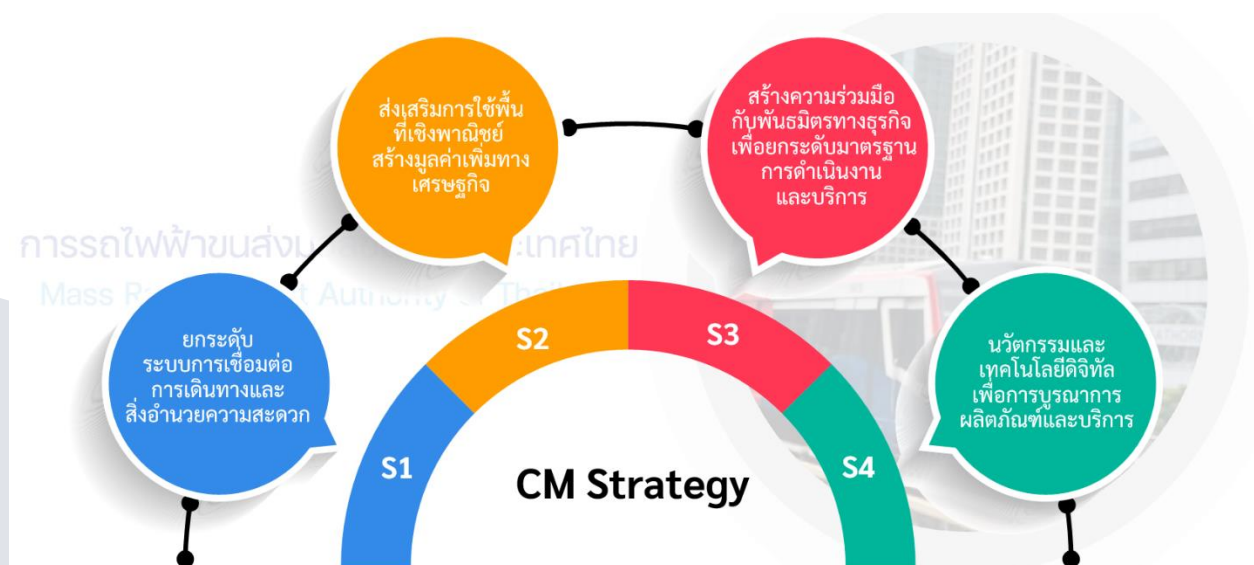 ส่งเสริมการใช้พื้น
ที่เชิงพาณิชย์
สร้างมูลค่าเพิ่มทาง
เศรษฐกิจ
สร้างความร่วมมือ
กับพันธมิตรทางธุรกิจ
เพื่อยกระดับมาตรฐาน
การดำเนินงาน
และบริการ
การรถไฟฟ้าขนส่งม ะเทศไทย
Mass R t Authority of Th
ยกระดับ
ระบบการเชื่อมต่อ
การเดินทางและ
สิ่งอำนวยความสะดวก
นวัตกรรมและ
เทคโนโลยีดิจิทัล
เพื่อการบูรณาการ
ผลิตภัณฑ์และบริการ
S1
S2
S3
S4
CM Strategy